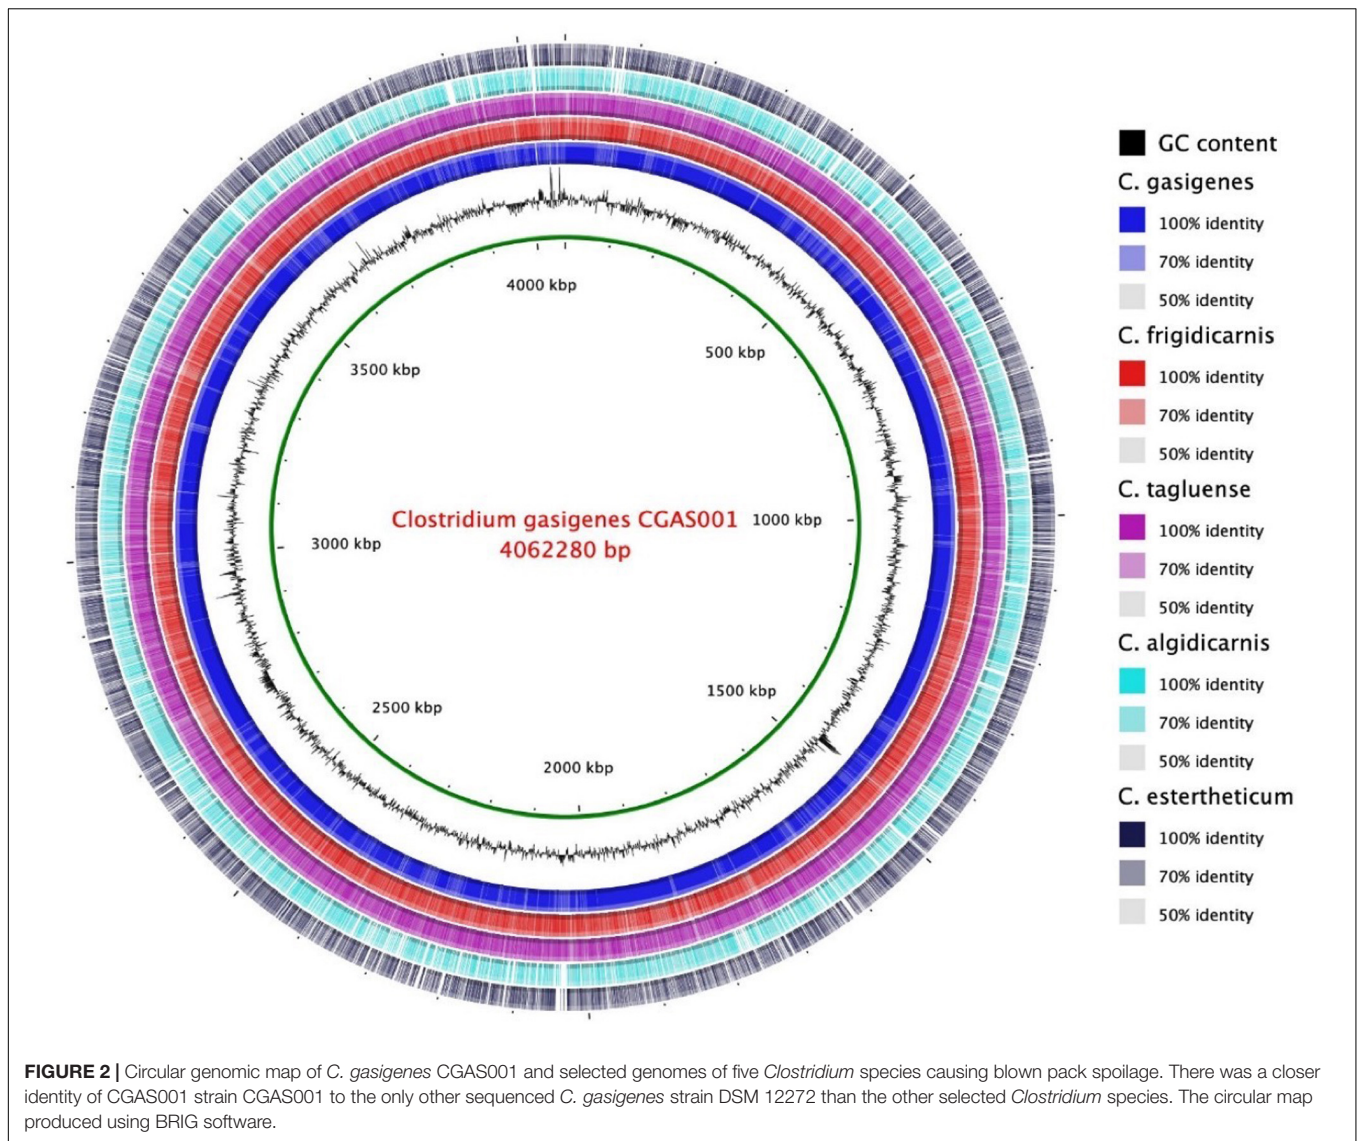 4000 kbp
500 kbp
3500 kbp
1000 kbp
Clostridium gasigenes CGAS001
4062280 bp
3000 kbp
1500 kbp
2500 kbp
2000 kbp
GC content
C. gasigenes
100% identity
70% identity
50% identity
C. frigidicarnis
100% identity
70% identity
50% identity
C. tagluense
100% identity
70% identity
50% identity
C. algidicarnis
100% identity
70% identity
50% identity
C. estertheticum
100% identity
70% identity
50% identity
FIGURE 2 | Circular genomic map of C. gasigenes CGAS001 and selected genomes of five Clostridium species causing blown pack spoilage. There was a closer
identity of CGAS001 strain CGAS001 to the only other sequenced C. gasigenes strain DSM 12272 than the other selected Clostridium species. The circular map
produced using BRIG software.